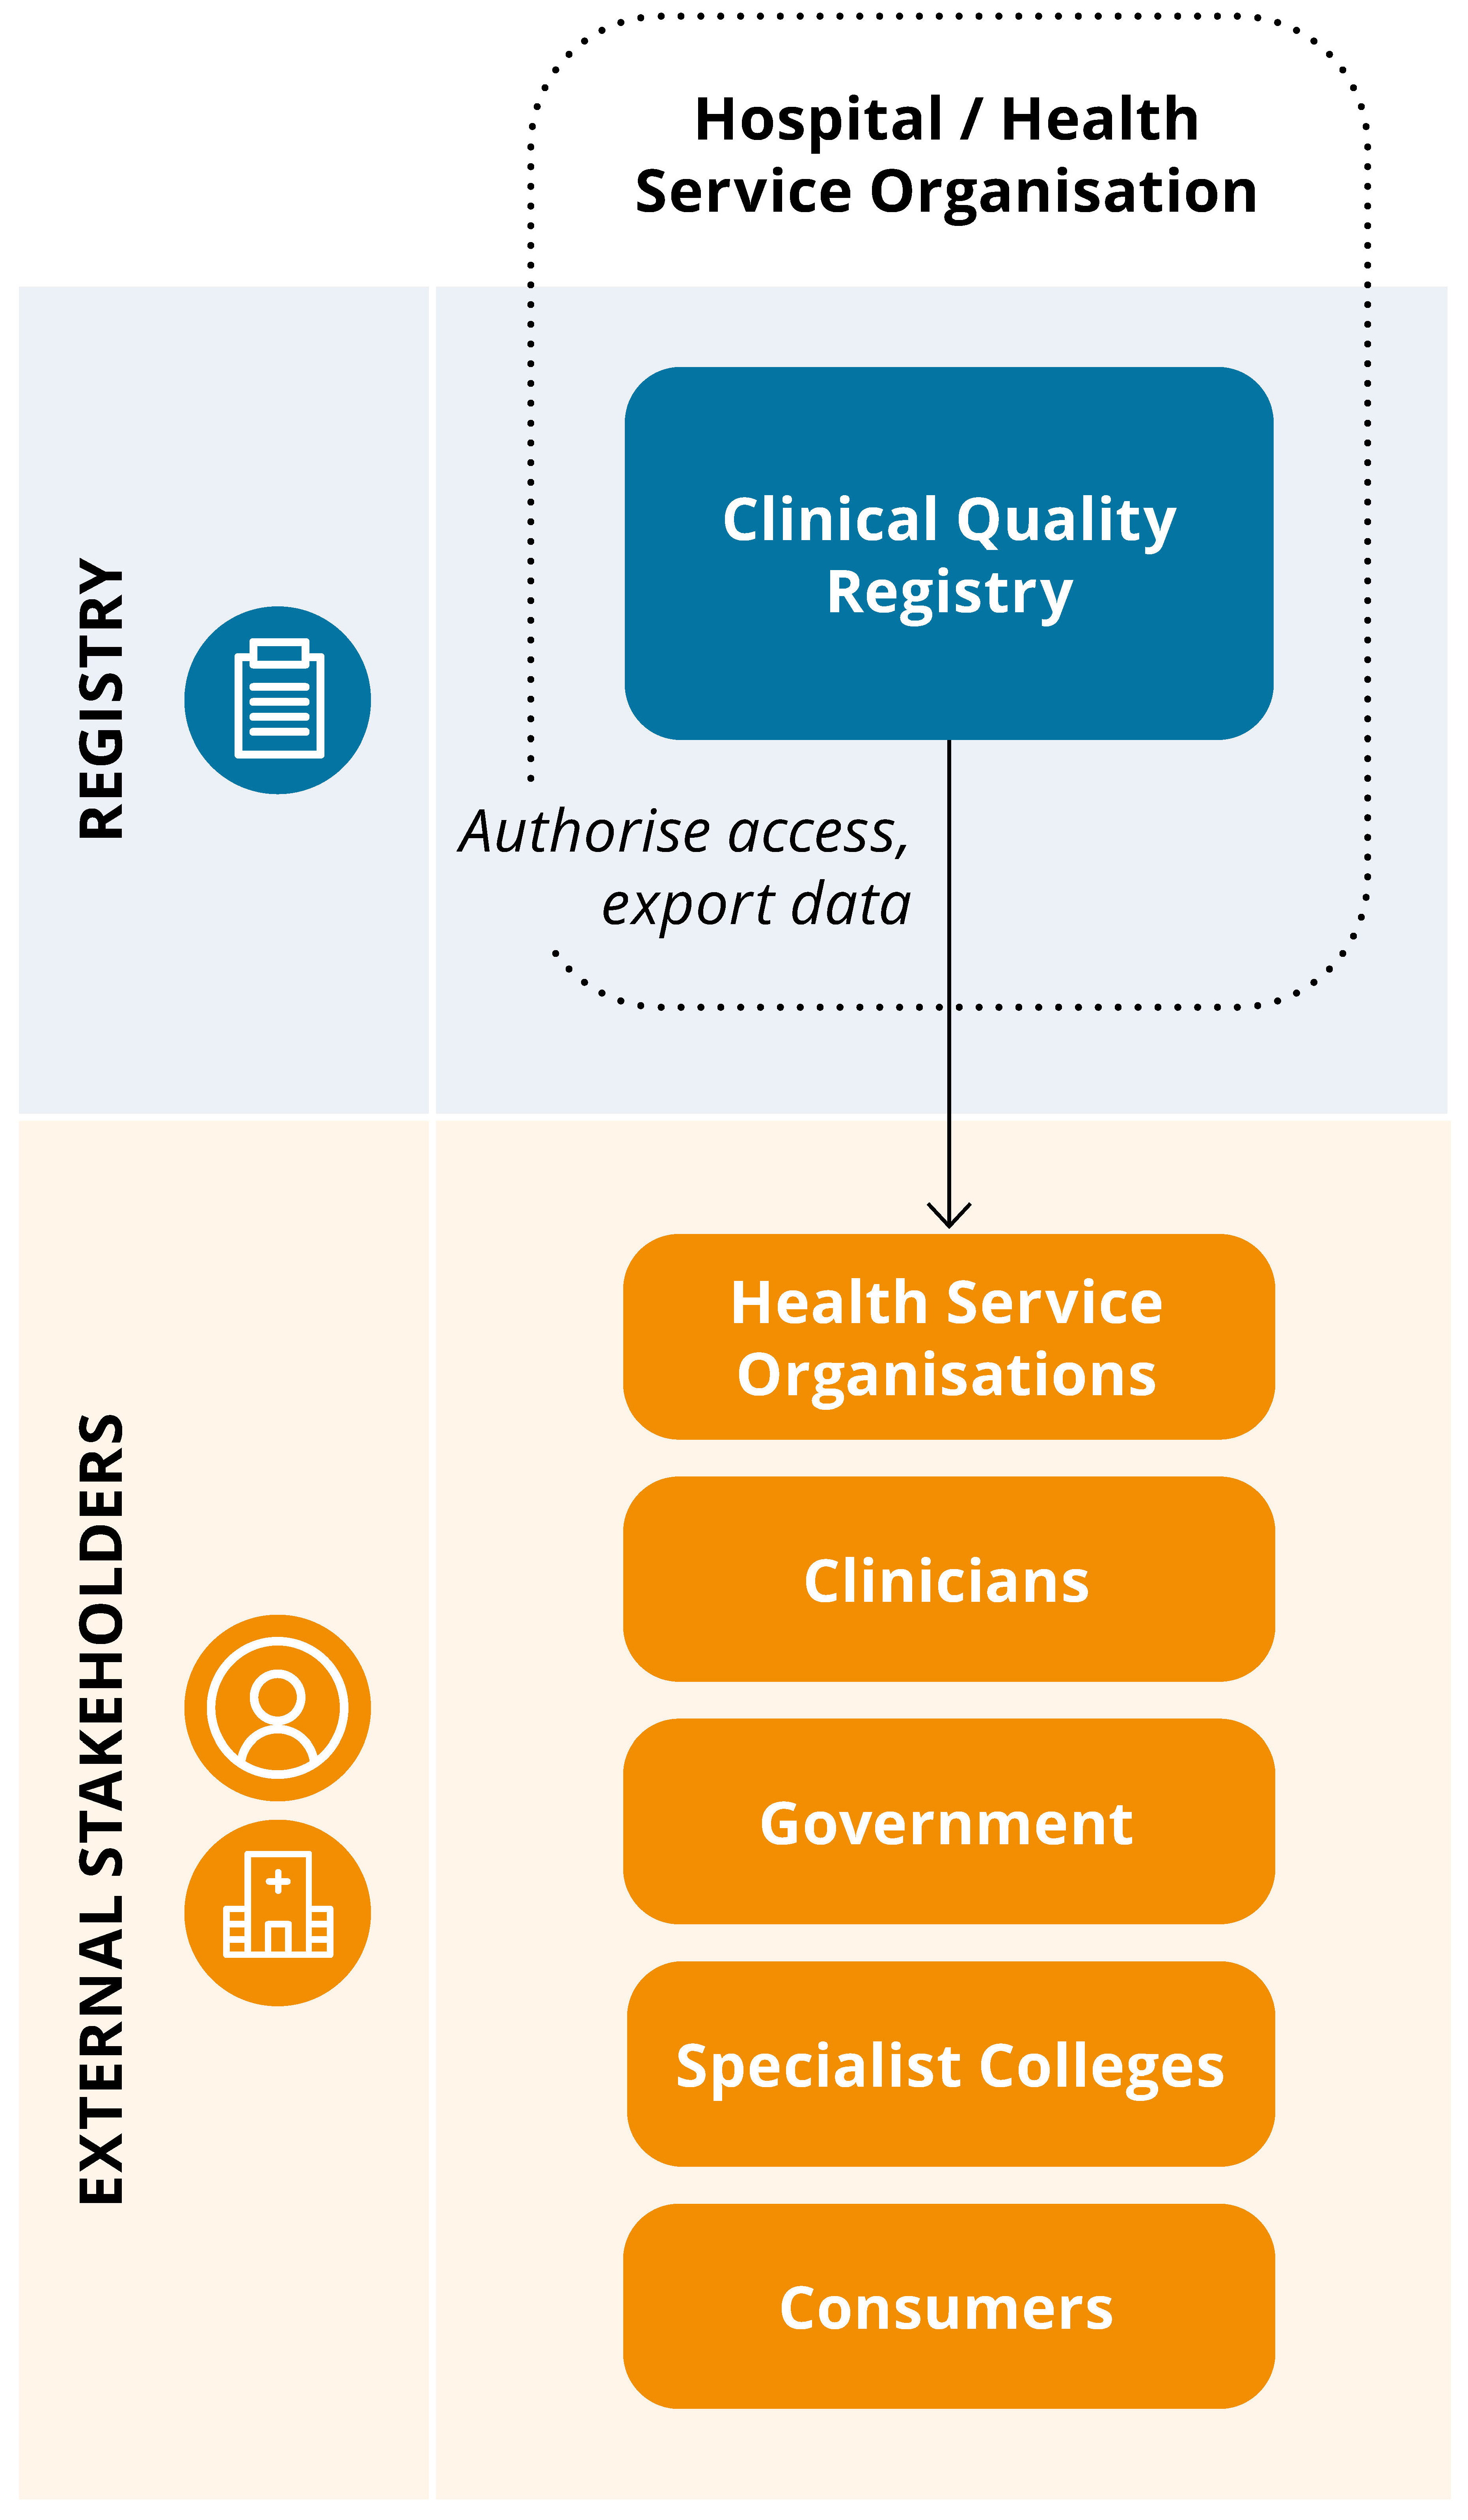 Hospital / Health
Service Organisation
REGISTRY
Clinical Quality
Registry
Authorise access,
export data
EXTERNAL STAKEHOLDERS
Health Service
Organisations
Clinicians
Government
Specialist Colleges
Consumers